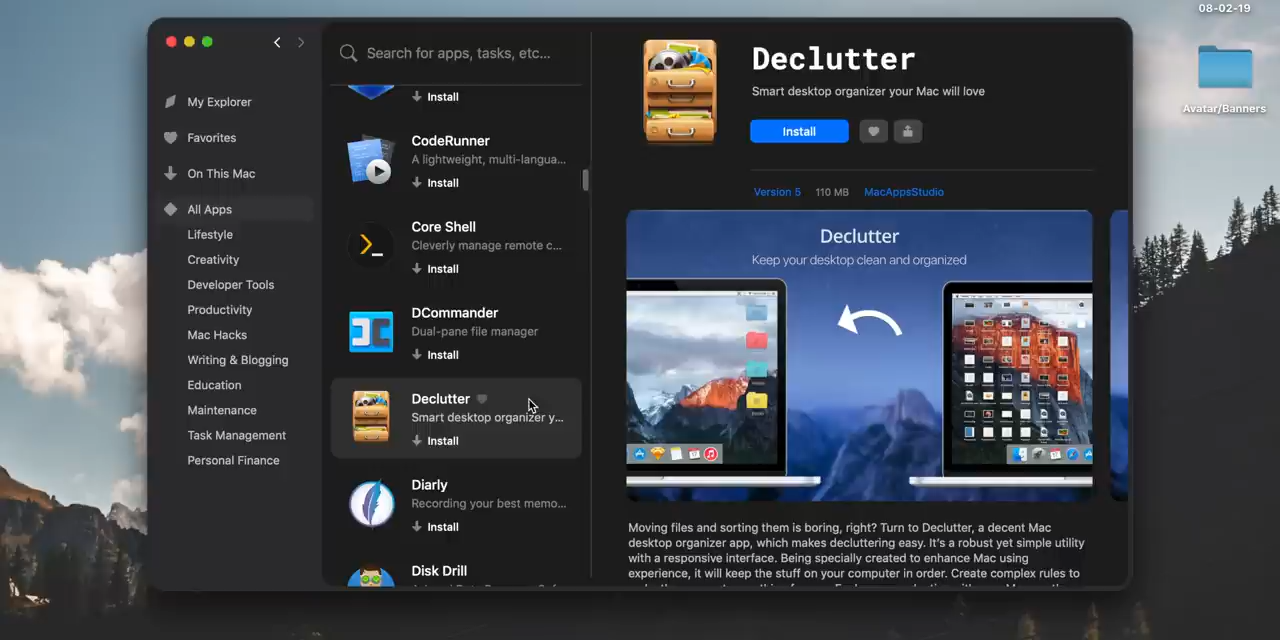 08-02-19
Avatar/Banners
My Explorer
Favorites
On This Mac
All Apps
Lifestyle
Creativity
Developer Tools
Productivity
Mac Hacks
Writing & Blogging
Education
Maintenance
Task Management
Personal Finance
Search for apps, tasks, etc...
Install
CodeRunner
A lightweight, multi-langua...
Install
Core Shell
Cleverly manage remote c...
Install
DCommander
Dual-pane file manager
Install
Declutter
Smart desktop organizer y...
Install
Diarly
Recording your best memo...
Install
Disk Drill
Declutter
Smart desktop organizer your Mac will love
Install
Version 5 110 MB MacAppsStudio
Declutter
Keep your desktop clean and organized
Moving files and sorting them is boring, right? Turn to Declutter, a decent Mac
desktop organizer app, which makes decluttering easy. It's a robust yet simple utility
with a responsive interface. Being specially created to enhance Mac using
experience, it will keep the stuff on your computer in order. Create complex rules to